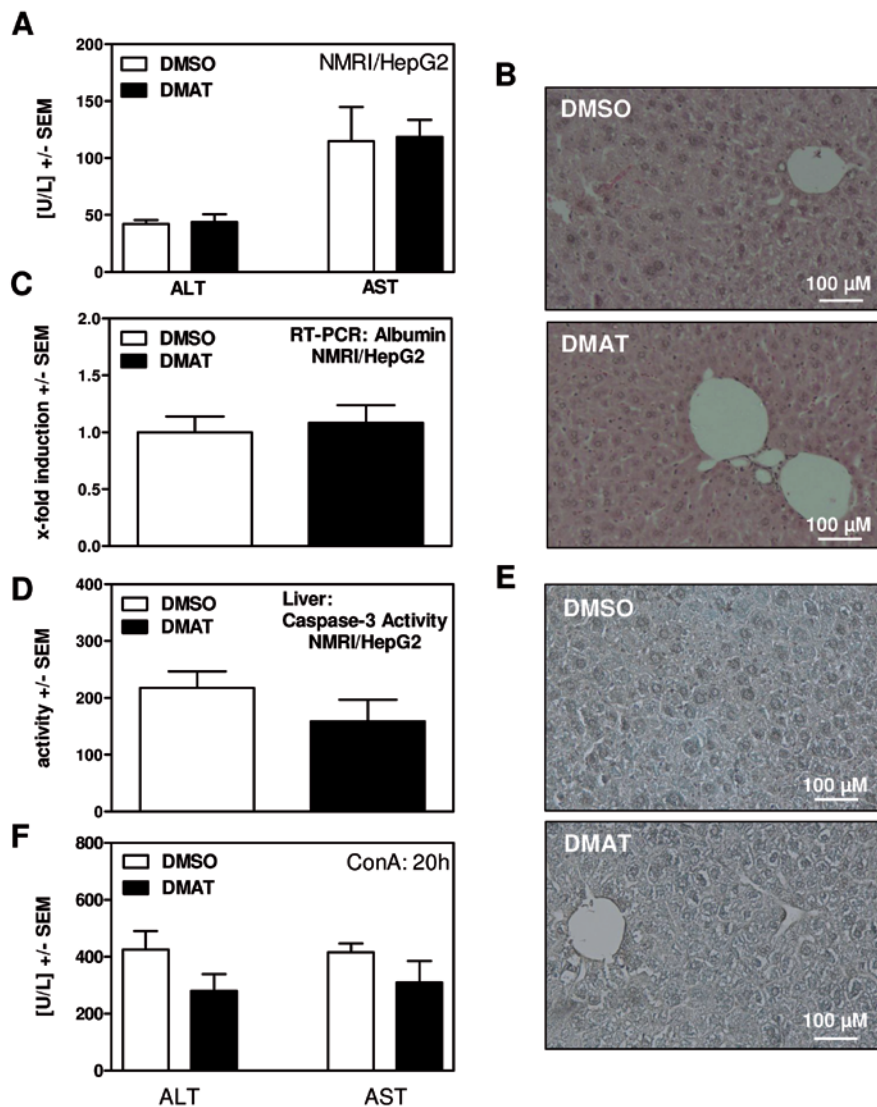 A
[U/L] +/- SEM
200
150
100
50
0
DMSO
DMAT
NMRI/HepG2
ALT
AST
B
DMSO
100 µM
DMAT
100 µM
C
x-fold induction +/- SEM
2.0
1.5
1.0
0.5
0.0
DMSO
DMAT
RT-PCR: Albumin
NMRI/HepG2
D
activity +/- SEM
400
300
200
100
0
DMSO
DMAT
Liver:
Caspase-3 Activity
NMRI/HepG2
E
DMSO
100 µM
DMAT
100 µM
F
[U/L] +/- SEM
800
600
400
200
0
DMSO
DMAT
ConA: 20h
ALT
AST